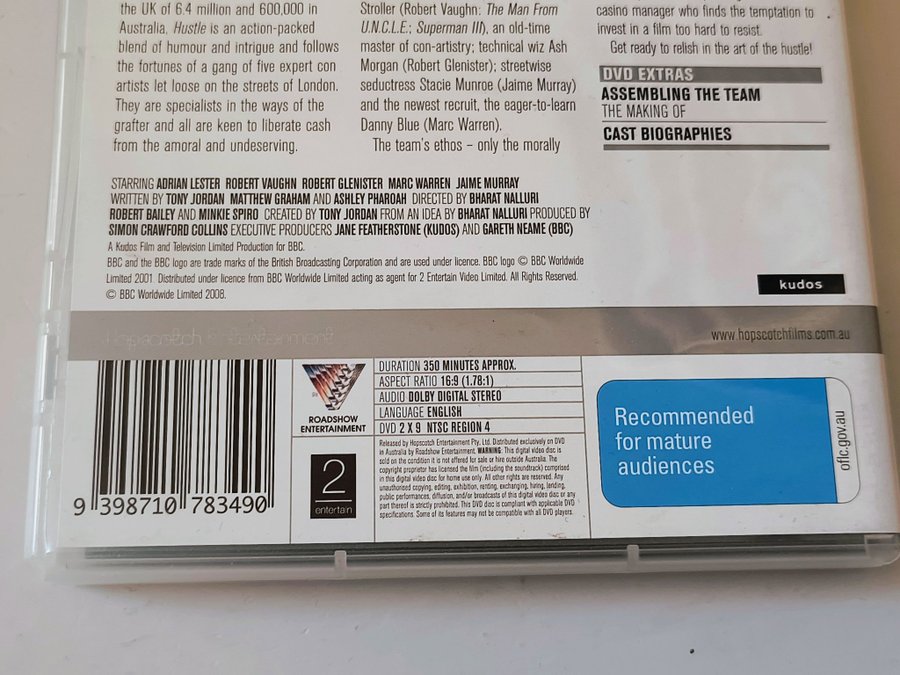 the UK of 6.4 million and 600,000 in
Australia. Hustle is an action-packed
blend of humour and intrigue and follows
the fortunes of a gang of five expert con
artists let loose on the streets of London.
They are specialists in the ways of the
grafter and all are keen to liberate cash
from the amoral and undeserving.
Stroller (Robert Vaughn: The Man From
U.N.C.L.E.; Superman III), an old-time
master of con-artistry; technical wiz Ash
Morgan (Robert Glenister); streetwise
seductress Stacie Munroe (Jaime Murray)
and the newest recruit, the eager-to-learn
Danny Blue (Marc Warren).
The team's ethos – only the morally
casino manager who finds the temptation to
invest in a film too hard to resist.
Get ready to relish in the art of the hustle!
DVD EXTRAS
ASSEMBLING THE TEAM
THE MAKING OF
CAST BIOGRAPHIES
STARRING ADRIAN LESTER ROBERT VAUGHN ROBERT GLENISTER MARC WARREN JAIME MURRAY
WRITTEN BY TONY JORDAN MATTHEW GRAHAM AND ASHLEY PHAROAH DIRECTED BY BHARAT NALLURI
ROBERT BAILEY AND MINKIE SPIRO CREATED BY TONY JORDAN FROM AN IDEA BY BHARAT NALLURI PRODUCED BY
SIMON CRAWFORD COLLINS EXECUTIVE PRODUCERS JANE FEATHERSTONE (KUDOS) AND GARETH NEAME (BBC)
A Kudos Film and Television Limited Production for BBC.
BBC and the BBC logo are trade marks of the British Broadcasting Corporation and are used under licence. BBC logo © BBC Worldwide
Limited 2001. Distributed under licence from BBC Worldwide Limited acting as agent for 2 Entertain Video Limited. All Rights Reserved.
© BBC Worldwide Limited 2008.
kudos
www.hopscotchfilms.com.au
9 398710 783490
ROADSHOW
ENTERTAINMENT
2
entertain
DURATION 350 MINUTES APPROX.
ASPECT RATIO 16:9 (1.78:1)
AUDIO DOLBY DIGITAL STEREO
LANGUAGE ENGLISH
DVD 2 X 9 NTSC REGION 4
Released by Hopscotch Entertainment Pty. Ltd. Distributed exclusively on DVD
in Australia by Roadshow Entertainment. WARNING: This digital video disc is
sold on the condition it is not offered for sale or hire outside Australia. The
copyright proprietor has licensed the film (including the soundtrack) comprised
in this digital video disc for home use only. All other rights are reserved. Any
unauthorised copying, editing, exhibition, renting, exchanging, hiring, lending,
public performances, diffusion, and/or broadcasts of this digital video disc or any
part thereof is strictly prohibited. This DVD disc is compliant with applicable DVD
specifications. Some of its features may not be compatible with all DVD players.
Recommended
for mature
audiences
oflc.gov.au